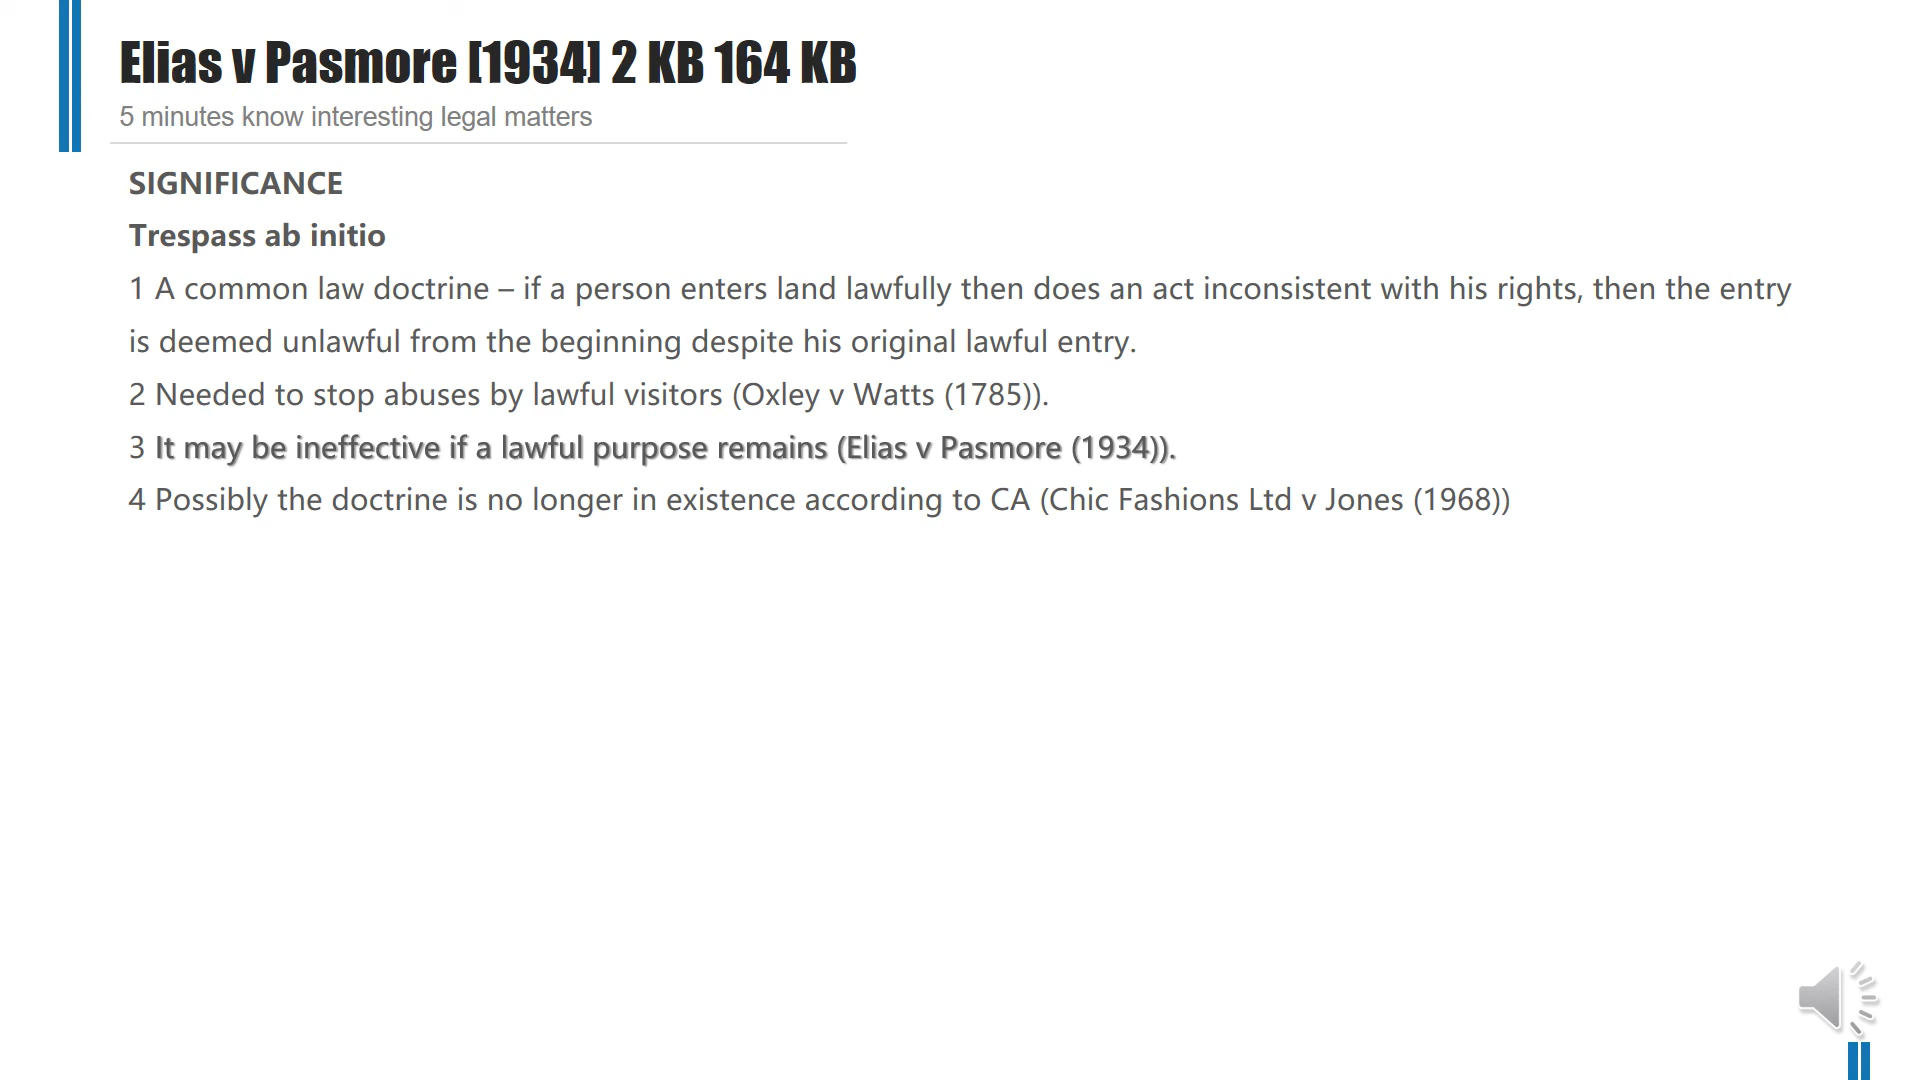 Elias v Pasmore [1934] 2 KB 164 KB
5 minutes know interesting legal matters
SIGNIFICANCE
Trespass ab initio
1 A common law doctrine – if a person enters land lawfully then does an act inconsistent with his rights, then the entry
is deemed unlawful from the beginning despite his original lawful entry.
2 Needed to stop abuses by lawful visitors (Oxley v Watts (1785)).
3 It may be ineffective if a lawful purpose remains (Elias v Pasmore (1934)).
4 Possibly the doctrine is no longer in existence according to CA (Chic Fashions Ltd v Jones (1968))